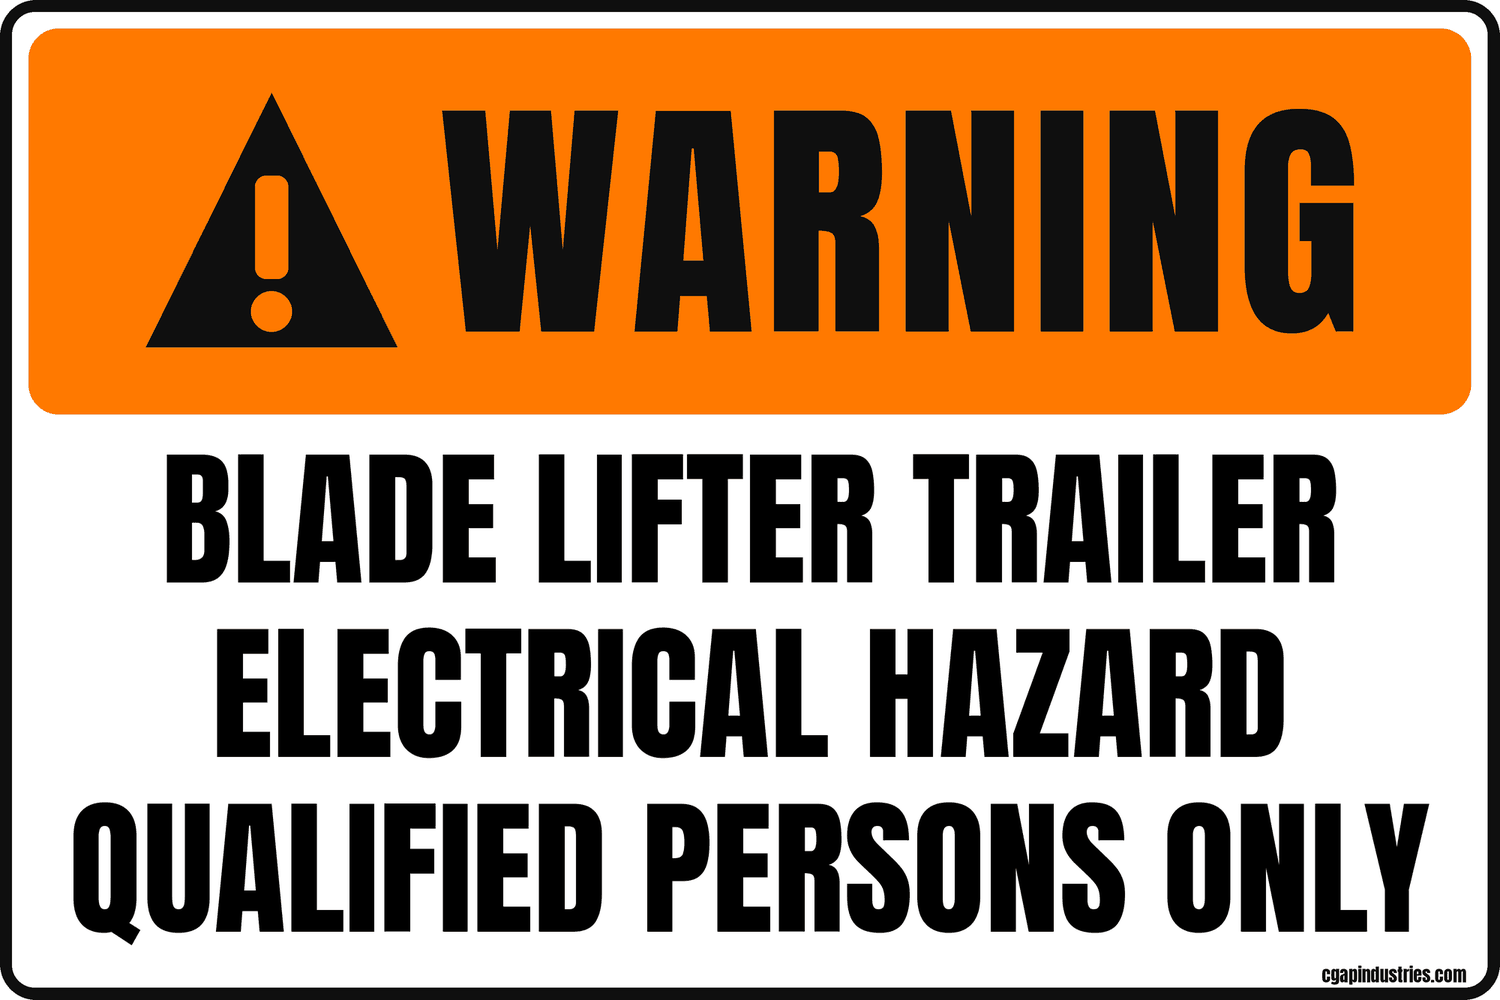 WARNING
BLADE LIFTER TRAILER
ELECTRICAL HAZARD
QUALIFIED PERSONS ONLY
cgapindustries.com